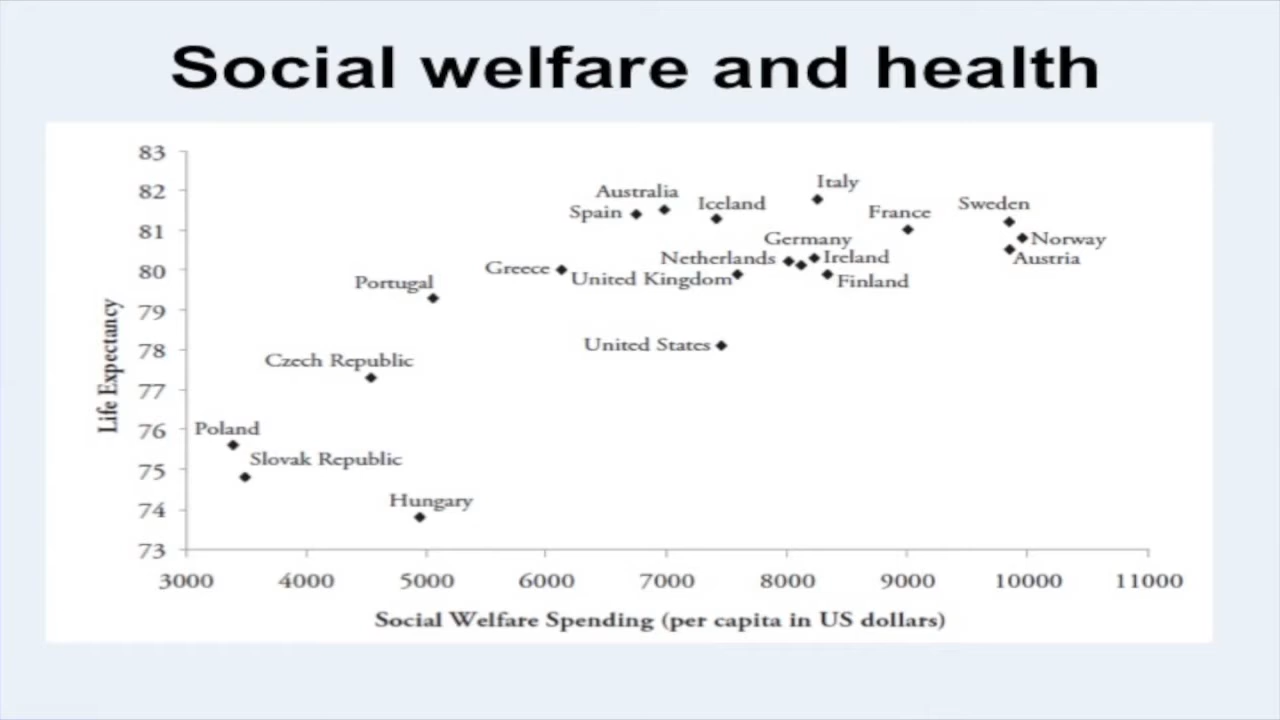 Social welfare and health
83
82
81
80
79
78
77
76
75
74
73
Life Expectancy
Italy
Australia
Iceland
Sweden
Spain
France
Germany
Norway
Netherlands
Ireland
Austria
Greece
United Kingdom
Finland
Portugal
United States
Czech Republic
Poland
Slovak Republic
Hungary
3000 4000 5000 6000 7000 8000 9000 10000 11000
Social Welfare Spending (per capita in US dollars)